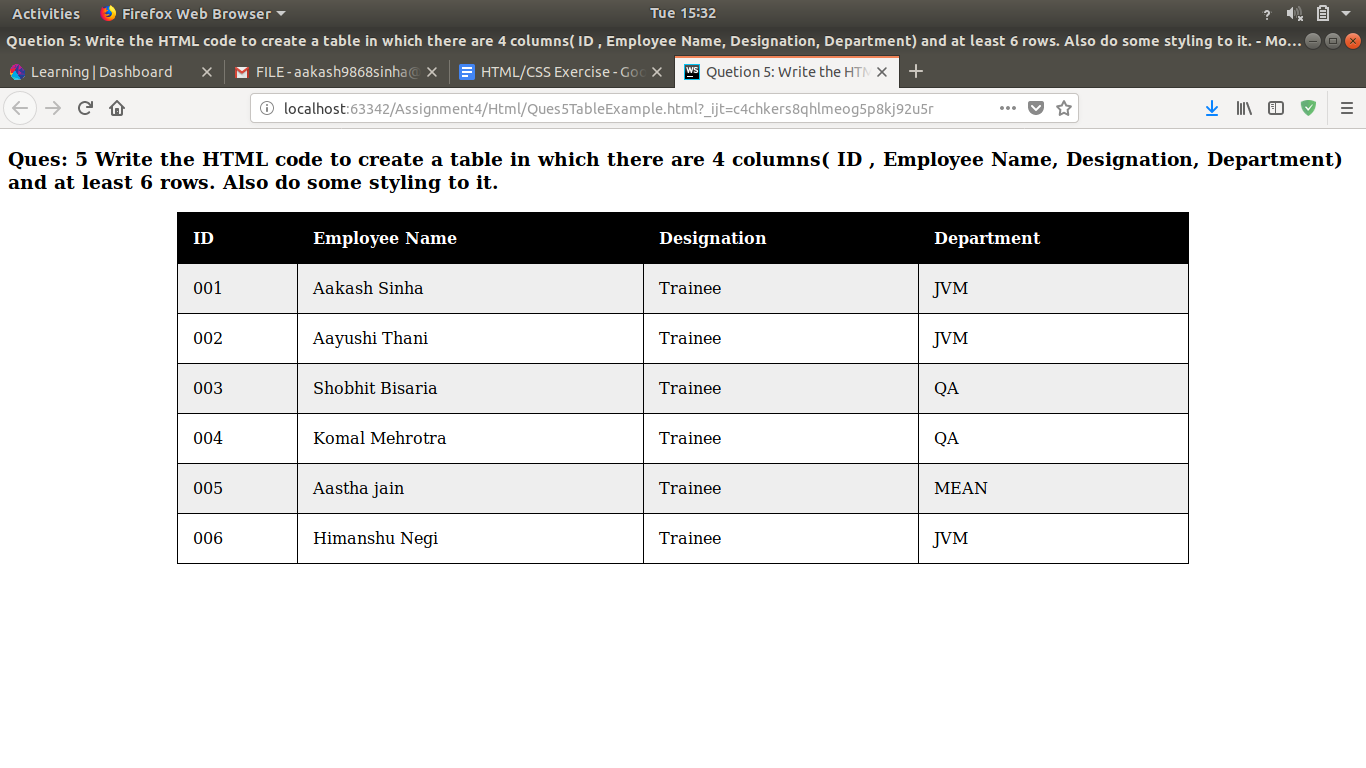 Activities Firefox Web Browser Tue 15:32 ?
Quetion 5: Write the HTML code to create a table in which there are 4 columns( ID , Employee Name, Designation, Department) and at least 6 rows. Also do some styling to it. - Mo...
Learning | Dashboard FILE - aakash9868sinha@ HTML/CSS Exercise - Goo WS Quetion 5: Write the HTM
localhost:63342/Assignment4/Html/Ques5TableExample.html?_ijt=c4chkers8qhlmeog5p8kj92u5r
Ques: 5 Write the HTML code to create a table in which there are 4 columns( ID , Employee Name, Designation, Department)
and at least 6 rows. Also do some styling to it.
ID Employee Name Designation Department
001 Aakash Sinha Trainee JVM
002 Aayushi Thani Trainee JVM
003 Shobhit Bisaria Trainee QA
004 Komal Mehrotra Trainee QA
005 Aastha jain Trainee MEAN
006 Himanshu Negi Trainee JVM